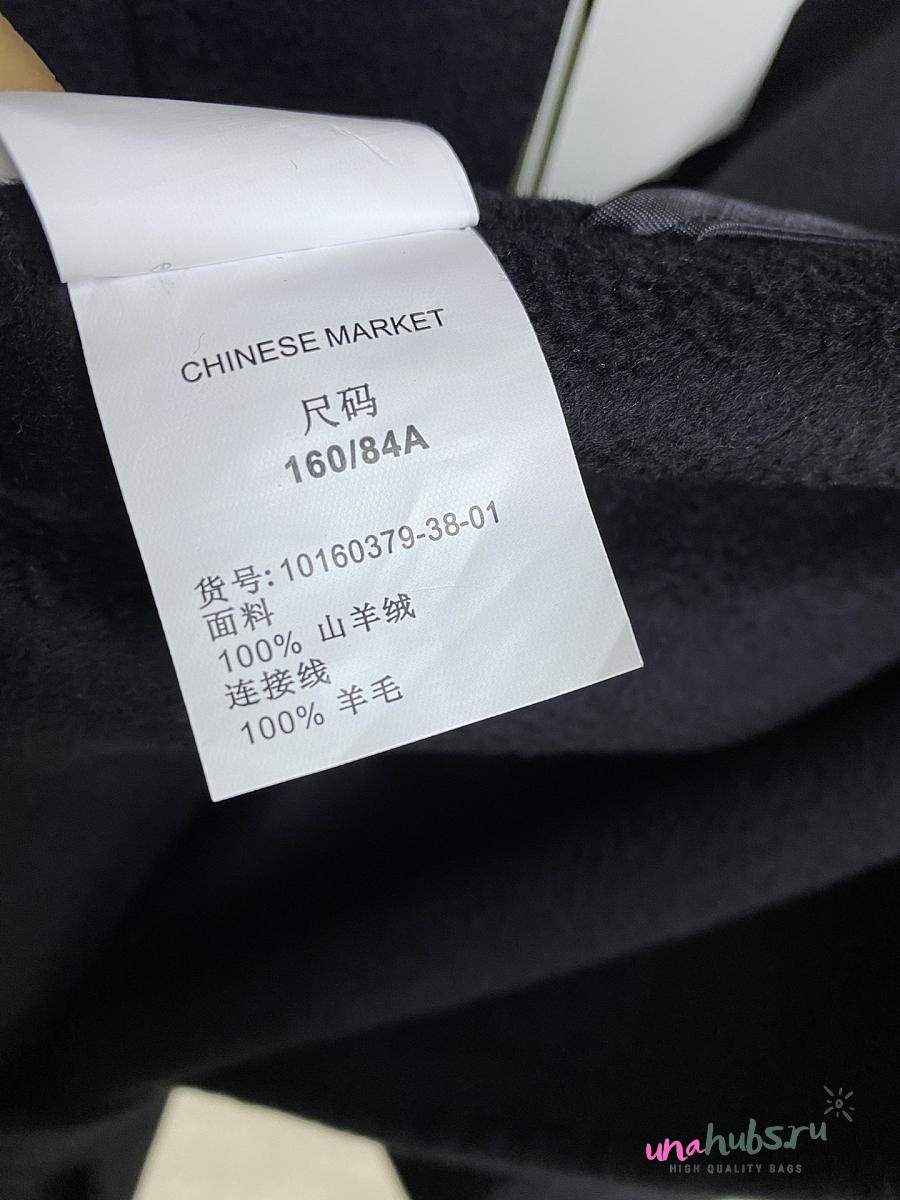 CHINESE MARKET
尺码
160/84A
货号:10160379-38-01
面料
100% 山羊绒
连接线
100% 羊毛
unahubs.ru
HIGH QUALITY BAGS